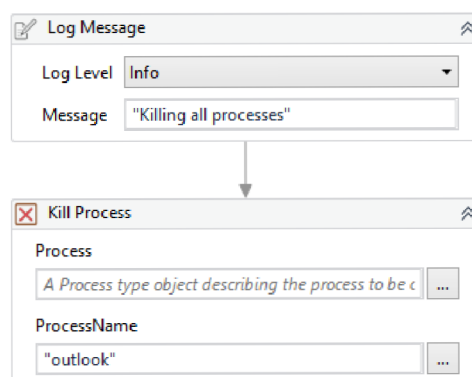 Log Message
Log Level Info
Message "Killing all processes"
Kill Process
Process
A Process type object describing the process to be c ...
ProcessName
"outlook" ...